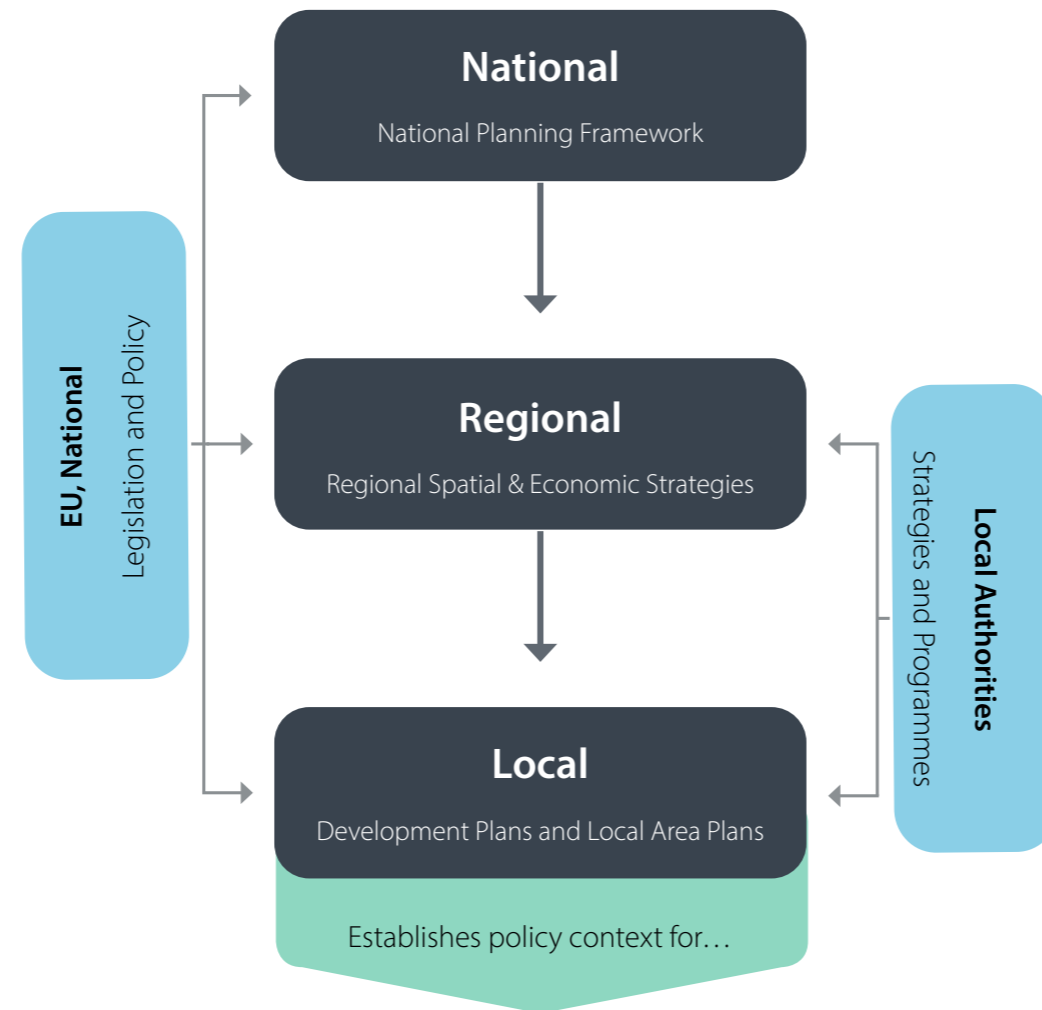 National
National Planning Framework
EU, National
Legislation and Policy
Regional
Regional Spatial & Economic Strategies
Local Authorities
Strategies and Programmes
Local
Development Plans and Local Area Plans
Establishes policy context for…